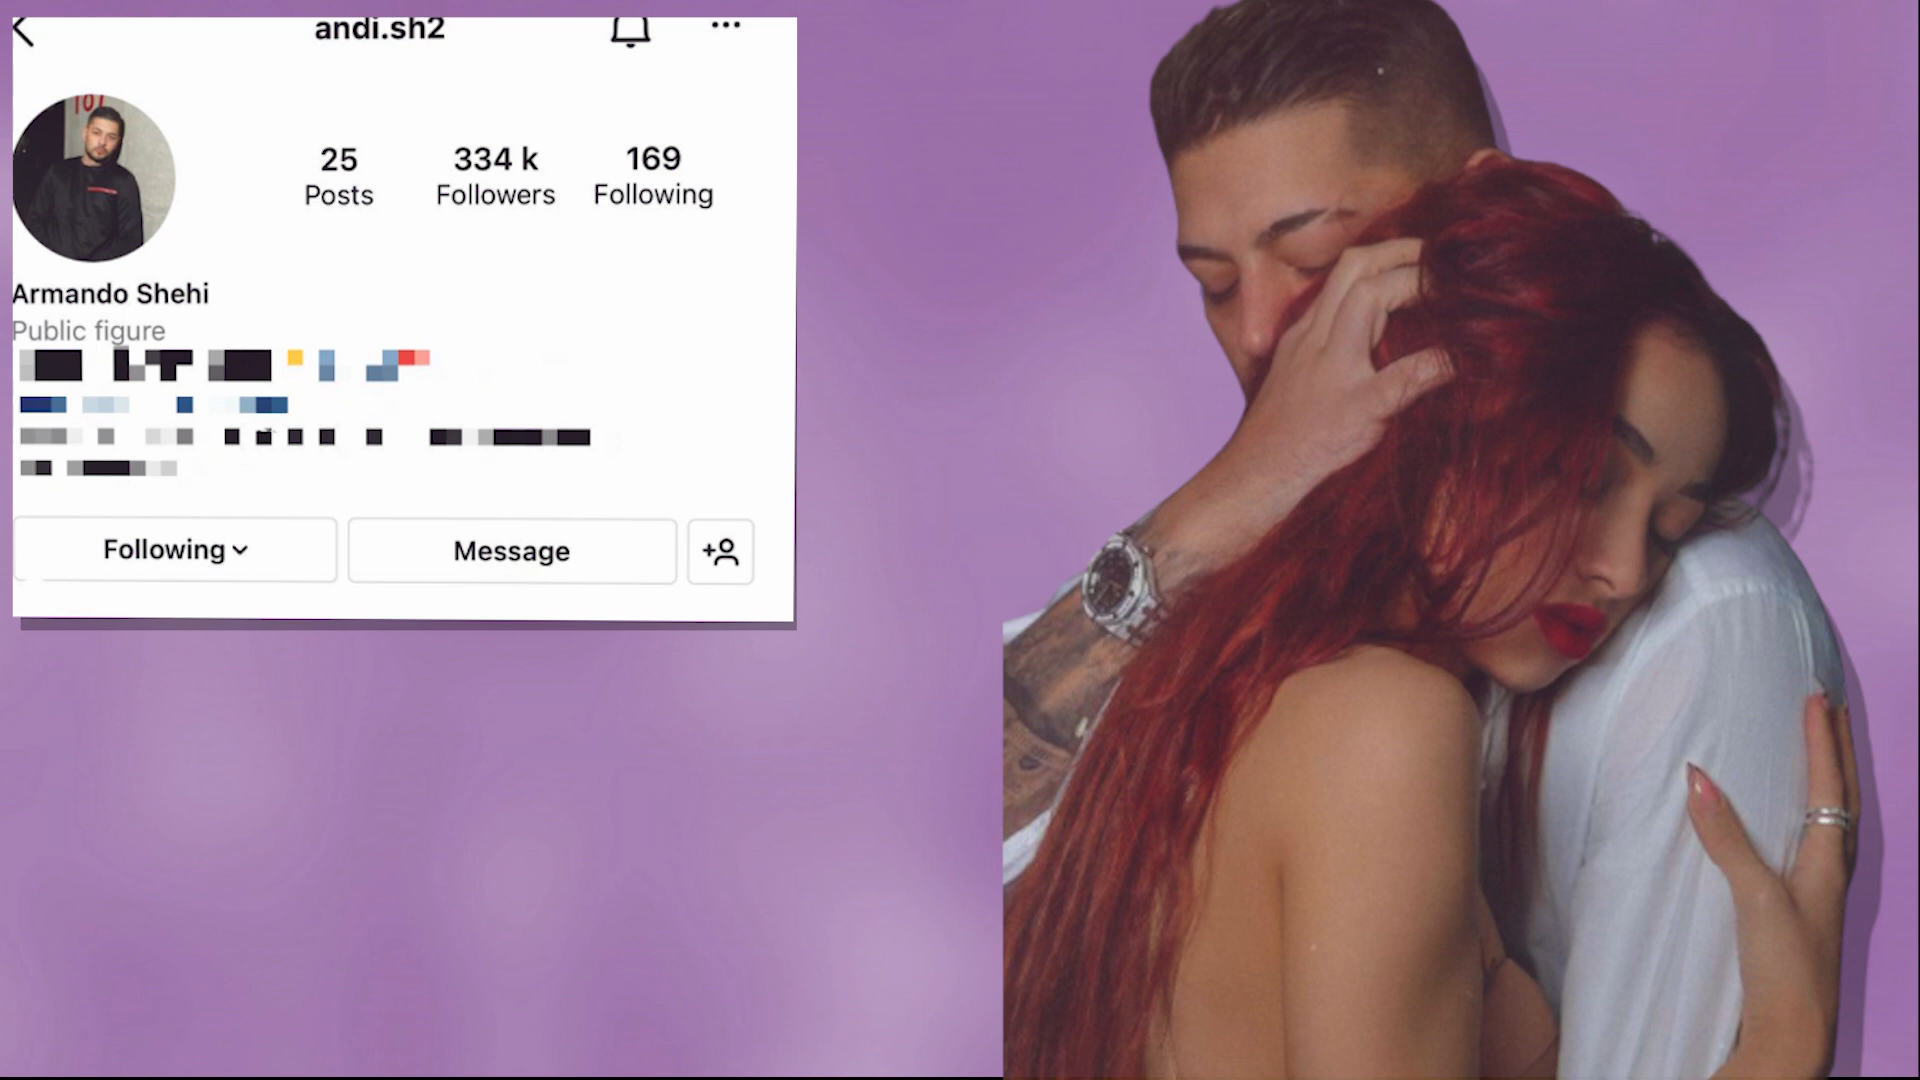 andi.sh2
25 334 k 169
Posts Followers Following
Armando Shehi
Public figure
Following Message